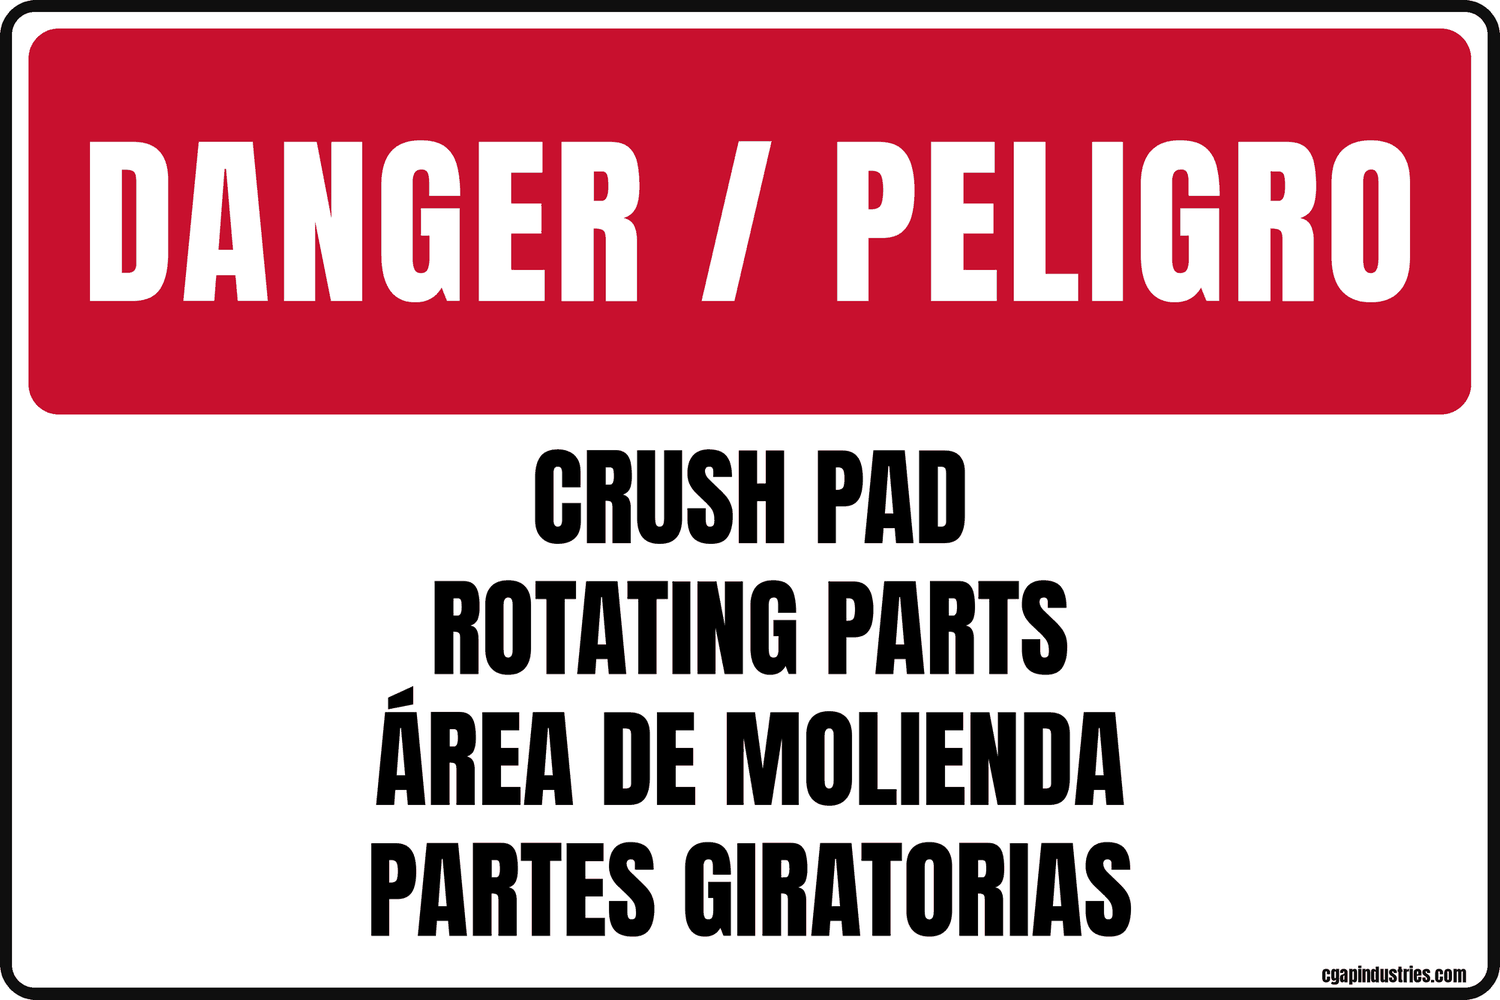 DANGER / PELIGRO
CRUSH PAD
ROTATING PARTS
ÁREA DE MOLIENDA
PARTES GIRATORIAS
cgapindustries.com